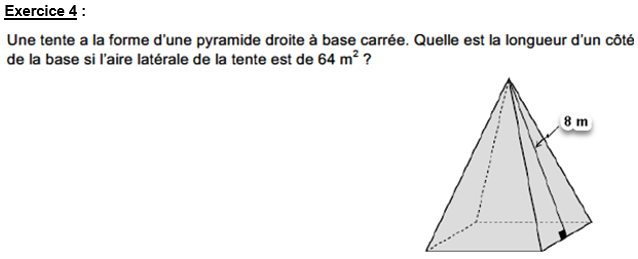 Exercice 4 :
Une tente a la forme d'une pyramide droite à base carrée. Quelle est la longueur d'un côté
de la base si l'aire latérale de la tente est de 64 m² ?
8 m